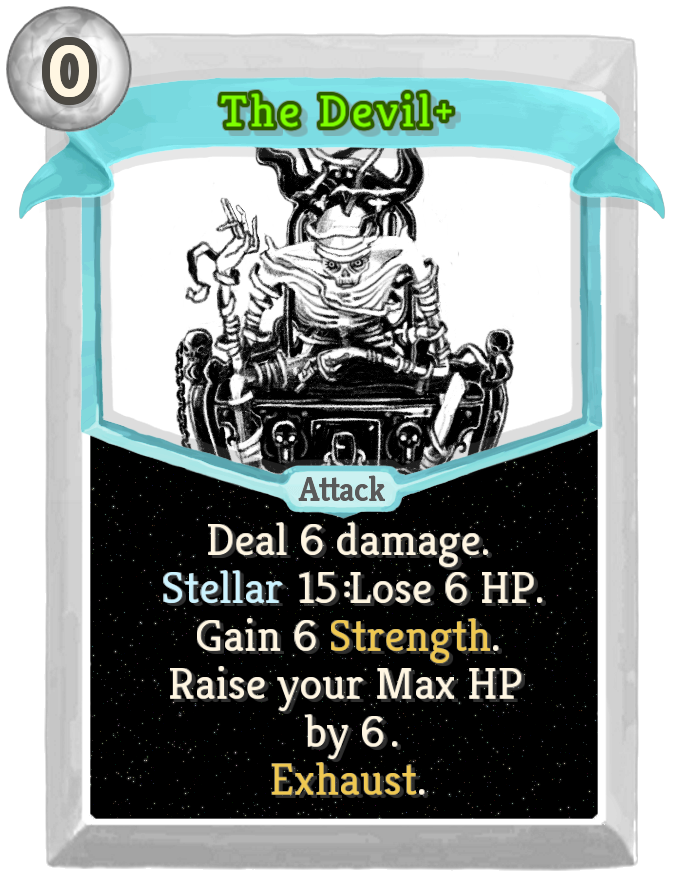 0
The Devil+
Attack
Deal 6 damage.
Stellar 15:Lose 6 HP.
Gain 6 Strength.
Raise your Max HP
by 6.
Exhaust.